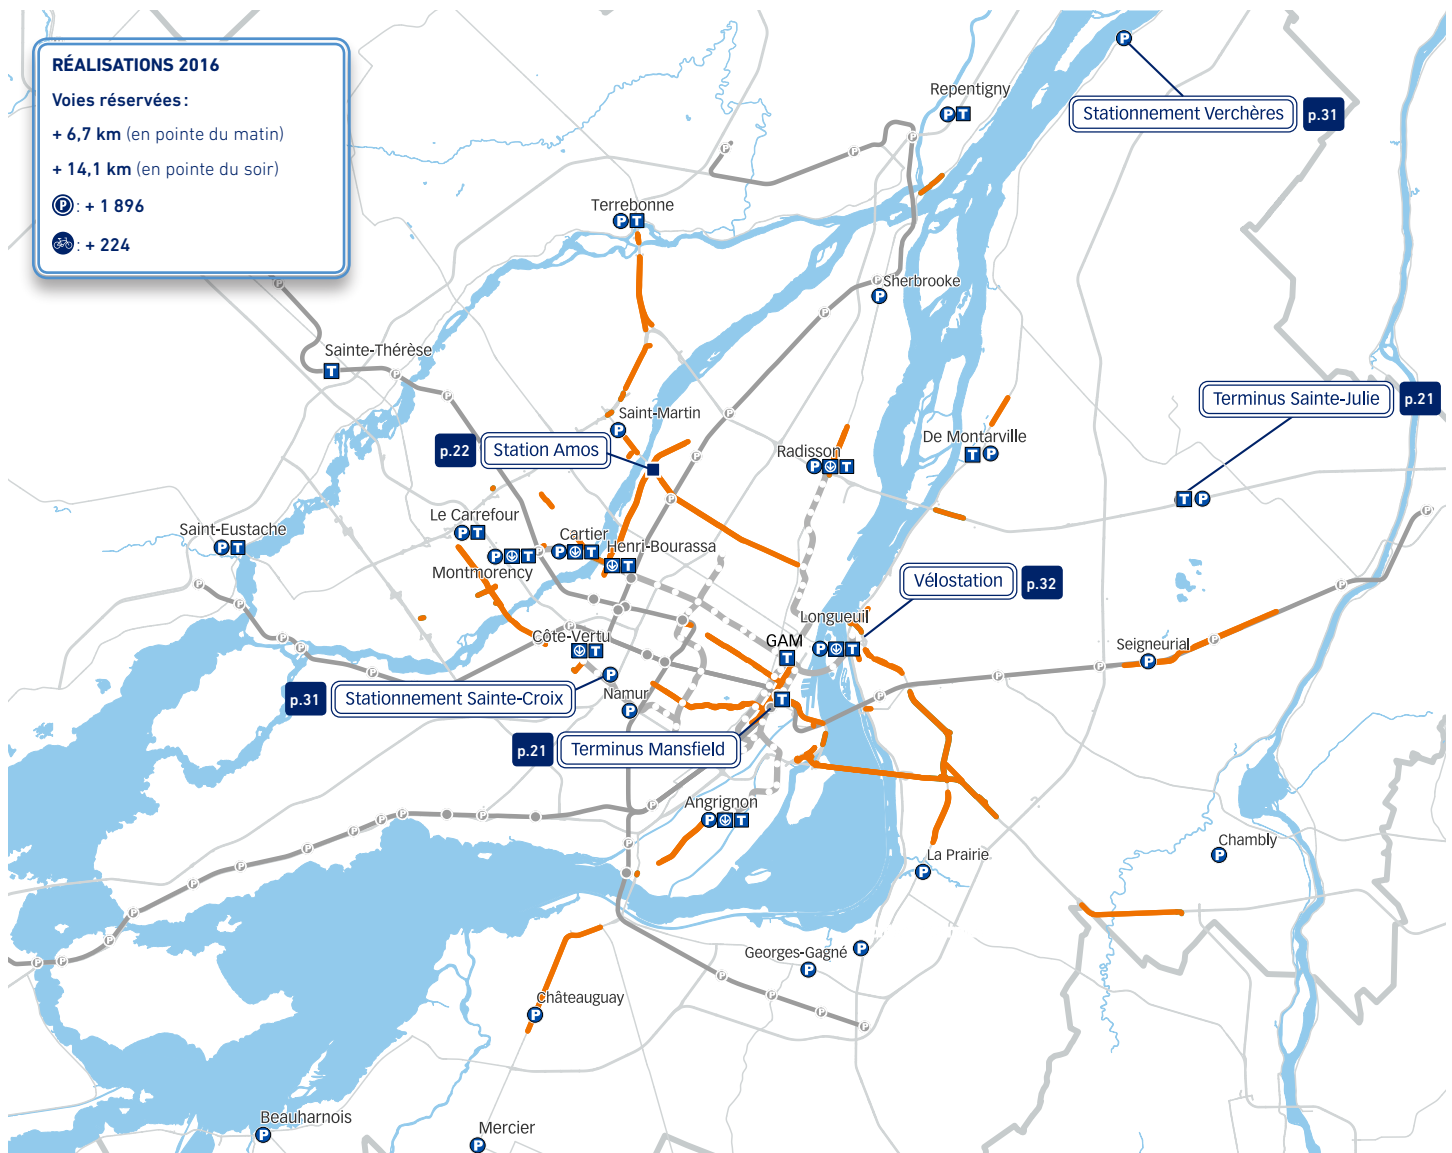 RÉALISATIONS 2016
Voies réservées :
+ 6,7 km (en pointe du matin)
+ 14,1 km (en pointe du soir)
P : + 1 896
: + 224
Repentigny
P T
Stationnement Verchères p.31
P
Terrebonne
P T
Sherbrooke
P
Sainte-Thérèse
T
Terminus Sainte-Julie p.21
T P
Saint-Martin
P
p.22 Station Amos
Radisson
P T
De Montarville
T P
Le Carrefour
P T
Saint-Eustache
P T
Cartier
P T
Henri-Bourassa
T
Montmorency
P T
Vélostation p.32
Longueuil
P T
GAM
T
Côte-Vertu
T
Seigneurial
P
p.31 Stationnement Sainte-Croix
P
Namur
P
T
p.21 Terminus Mansfield
Angrignon
P T
La Prairie
P
Chambly
P
Georges-Gagné
P
P
Châteauguay
P
Beauharnois
P
Mercier
P